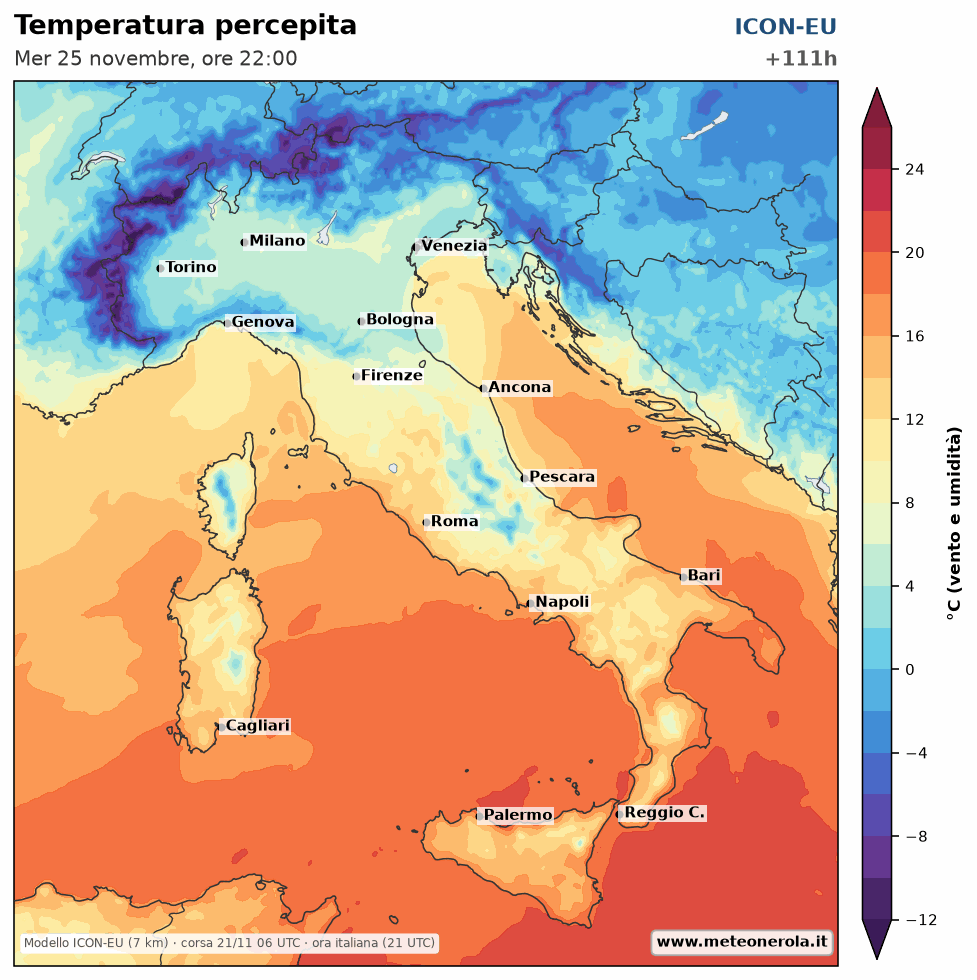 Temperatura percepita
ICON-EU
Mer 25 novembre, ore 22:00
+111h
24
20
16
12
8
4
0
−4
−8
−12
°C (vento e umidità)
Milano
Venezia
Torino
Genova
Bologna
Firenze
Ancona
Pescara
Roma
Bari
Napoli
Cagliari
Palermo
Reggio C.
Modello ICON-EU (7 km) · corsa 21/11 06 UTC · ora italiana (21 UTC)
www.meteonerola.it